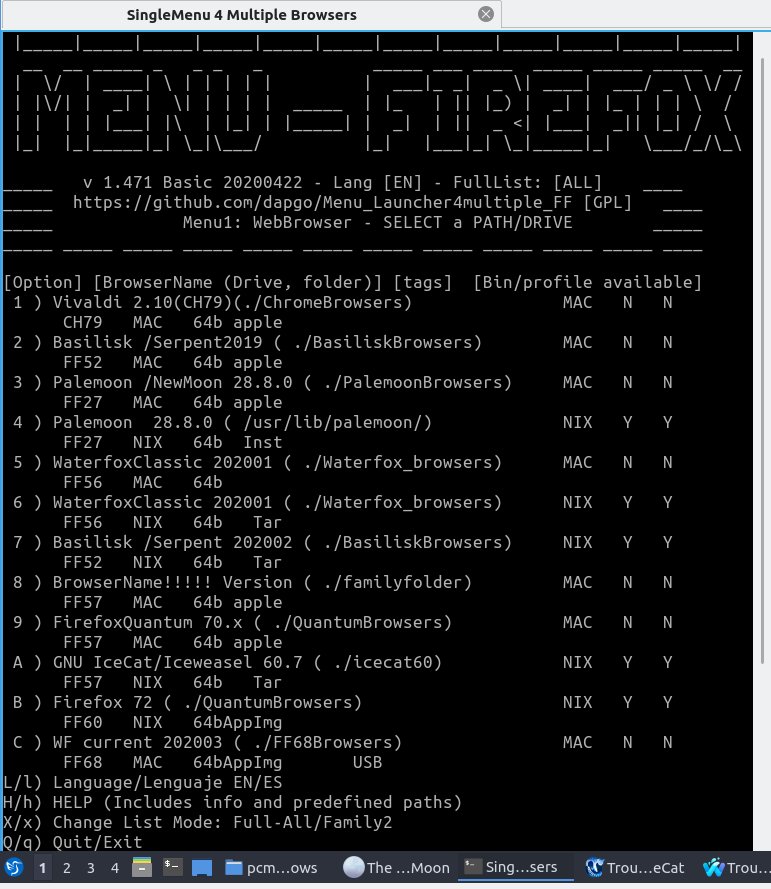 SingleMenu 4 Multiple Browsers
MENU - FIREFOX
v 1.471 Basic 20200422 - Lang [EN] - FullList: [ALL]
https://github.com/dapgo/Menu_Launcher4multiple_FF [GPL]
Menu1: WebBrowser - SELECT a PATH/DRIVE
[Option] [BrowserName (Drive, folder)] [tags] [Bin/profile available]
1 ) Vivaldi 2.10(CH79)(./ChromeBrowsers) MAC N N
CH79 MAC 64b apple
2 ) Basilisk /Serpent2019 ( ./BasiliskBrowsers) MAC N N
FF52 MAC 64b apple
3 ) Palemoon /NewMoon 28.8.0 ( ./PalemoonBrowsers) MAC N N
FF27 MAC 64b apple
4 ) Palemoon 28.8.0 ( /usr/lib/palemoon/) NIX Y Y
FF27 NIX 64b Inst
5 ) WaterfoxClassic 202001 ( ./Waterfox_browsers) MAC N N
FF56 MAC 64b
6 ) WaterfoxClassic 202001 ( ./Waterfox_browsers) NIX Y Y
FF56 NIX 64b Tar
7 ) Basilisk /Serpent 202002 ( ./BasiliskBrowsers) NIX Y Y
FF52 NIX 64b Tar
8 ) BrowserName!!!!! Version ( ./familyfolder) MAC N N
FF57 MAC 64b apple
9 ) FirefoxQuantum 70.x ( ./QuantumBrowsers) MAC N N
FF57 MAC 64b apple
A ) GNU IceCat/Iceweasel 60.7 ( ./icecat60) NIX Y Y
FF57 NIX 64b Tar
B ) Firefox 72 ( ./QuantumBrowsers) NIX Y Y
FF60 NIX 64bAppImg
C ) WF current 202003 ( ./FF68Browsers) MAC N N
FF68 MAC 64bAppImg USB
L/l) Language/Lenguaje EN/ES
H/h) HELP (Includes info and predefined paths)
X/x) Change List Mode: Full-All/Family2
Q/q) Quit/Exit
1 2 3 4 pcm...ows The ...Moon Sing...sers Trou...eCat Trou...